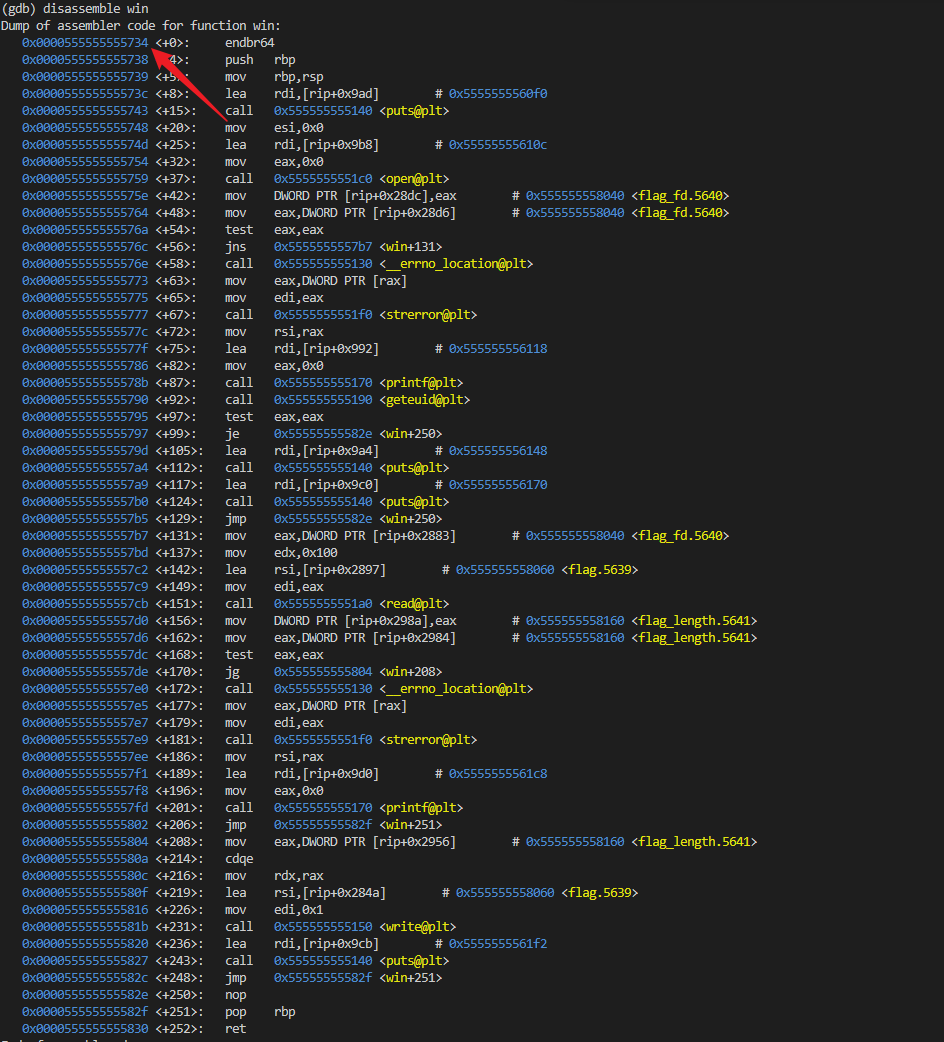 (gdb) disassemble win
Dump of assembler code for function win:
0x0000555555555734 <+0>: endbr64
0x0000555555555738 <+4>: push rbp
0x0000555555555739 <+5>: mov rbp,rsp
0x000055555555573c <+8>: lea rdi,[rip+0x9ad] # 0x5555555560f0
0x0000555555555743 <+15>: call 0x555555555140 <puts@plt>
0x0000555555555748 <+20>: mov esi,0x0
0x000055555555574d <+25>: lea rdi,[rip+0x9b8] # 0x55555555610c
0x0000555555555754 <+32>: mov eax,0x0
0x0000555555555759 <+37>: call 0x5555555551c0 <open@plt>
0x000055555555575e <+42>: mov DWORD PTR [rip+0x28dc],eax # 0x555555558040 <flag_fd.5640>
0x0000555555555764 <+48>: mov eax,DWORD PTR [rip+0x28d6] # 0x555555558040 <flag_fd.5640>
0x000055555555576a <+54>: test eax,eax
0x000055555555576c <+56>: jns 0x5555555557b7 <win+131>
0x000055555555576e <+58>: call 0x555555555130 <__errno_location@plt>
0x0000555555555773 <+63>: mov eax,DWORD PTR [rax]
0x0000555555555775 <+65>: mov edi,eax
0x0000555555555777 <+67>: call 0x5555555551f0 <strerror@plt>
0x000055555555577c <+72>: mov rsi,rax
0x000055555555577f <+75>: lea rdi,[rip+0x992] # 0x555555556118
0x0000555555555786 <+82>: mov eax,0x0
0x000055555555578b <+87>: call 0x555555555170 <printf@plt>
0x0000555555555790 <+92>: call 0x555555555190 <geteuid@plt>
0x0000555555555795 <+97>: test eax,eax
0x0000555555555797 <+99>: je 0x55555555582e <win+250>
0x000055555555579d <+105>: lea rdi,[rip+0x9a4] # 0x555555556148
0x00005555555557a4 <+112>: call 0x555555555140 <puts@plt>
0x00005555555557a9 <+117>: lea rdi,[rip+0x9c0] # 0x555555556170
0x00005555555557b0 <+124>: call 0x555555555140 <puts@plt>
0x00005555555557b5 <+129>: jmp 0x55555555582e <win+250>
0x00005555555557b7 <+131>: mov eax,DWORD PTR [rip+0x2883] # 0x555555558040 <flag_fd.5640>
0x00005555555557bd <+137>: mov edx,0x100
0x00005555555557c2 <+142>: lea rsi,[rip+0x2897] # 0x555555558060 <flag.5639>
0x00005555555557c9 <+149>: mov edi,eax
0x00005555555557cb <+151>: call 0x5555555551a0 <read@plt>
0x00005555555557d0 <+156>: mov DWORD PTR [rip+0x298a],eax # 0x555555558160 <flag_length.5641>
0x00005555555557d6 <+162>: mov eax,DWORD PTR [rip+0x2984] # 0x555555558160 <flag_length.5641>
0x00005555555557dc <+168>: test eax,eax
0x00005555555557de <+170>: jg 0x555555555804 <win+208>
0x00005555555557e0 <+172>: call 0x555555555130 <__errno_location@plt>
0x00005555555557e5 <+177>: mov eax,DWORD PTR [rax]
0x00005555555557e7 <+179>: mov edi,eax
0x00005555555557e9 <+181>: call 0x5555555551f0 <strerror@plt>
0x00005555555557ee <+186>: mov rsi,rax
0x00005555555557f1 <+189>: lea rdi,[rip+0x9d0] # 0x5555555561c8
0x00005555555557f8 <+196>: mov eax,0x0
0x00005555555557fd <+201>: call 0x555555555170 <printf@plt>
0x0000555555555802 <+206>: jmp 0x55555555582f <win+251>
0x0000555555555804 <+208>: mov eax,DWORD PTR [rip+0x2956] # 0x555555558160 <flag_length.5641>
0x000055555555580a <+214>: cdqe
0x000055555555580c <+216>: mov rdx,rax
0x000055555555580f <+219>: lea rsi,[rip+0x284a] # 0x555555558060 <flag.5639>
0x0000555555555816 <+226>: mov edi,0x1
0x000055555555581b <+231>: call 0x555555555150 <write@plt>
0x0000555555555820 <+236>: lea rdi,[rip+0x9cb] # 0x5555555561f2
0x0000555555555827 <+243>: call 0x555555555140 <puts@plt>
0x000055555555582c <+248>: jmp 0x55555555582f <win+251>
0x000055555555582e <+250>: nop
0x000055555555582f <+251>: pop rbp
0x0000555555555830 <+252>: ret